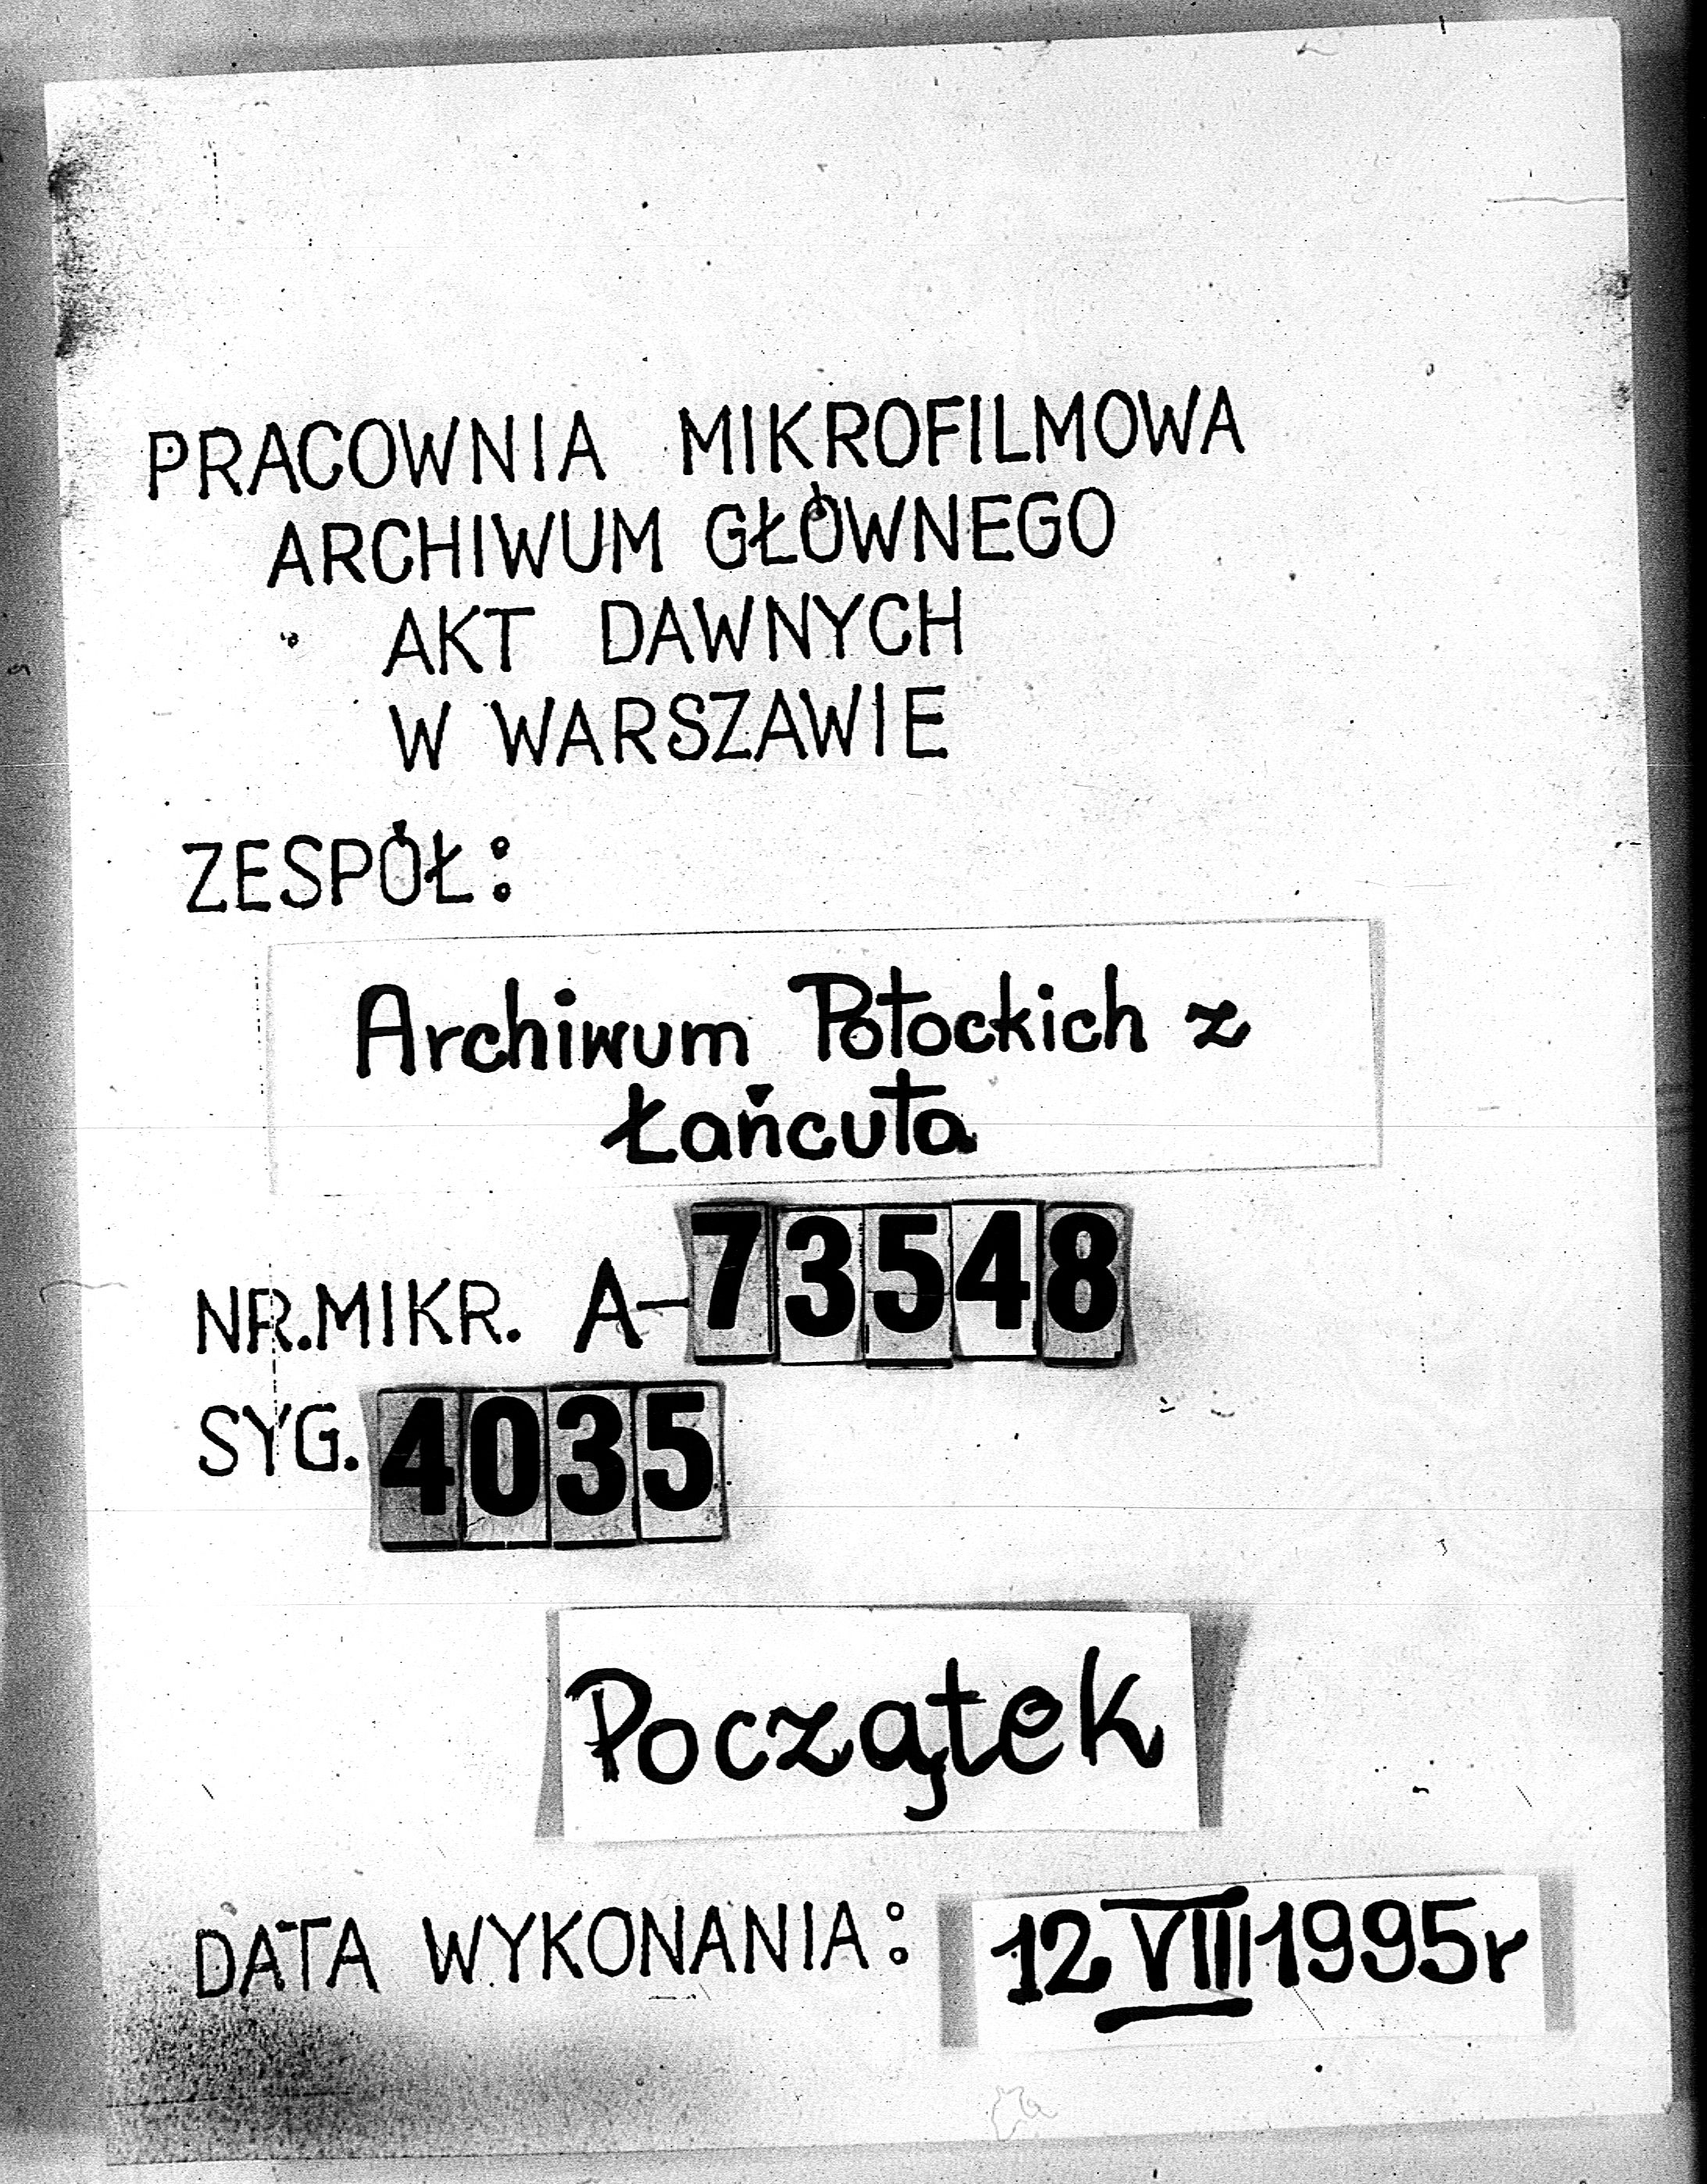 PRACOWNIA MIKROFILMOWA
ARCHIWUM GŁÓWNEGO
AKT DAWNYCH
W WARSZAWIE
ZESPÓŁ:
Archiwum Potockich z
Łańcuta
NR.MIKR. A-73548
SYG. 4035
Początek
DATA WYKONANIA: 12 VIII 1995r